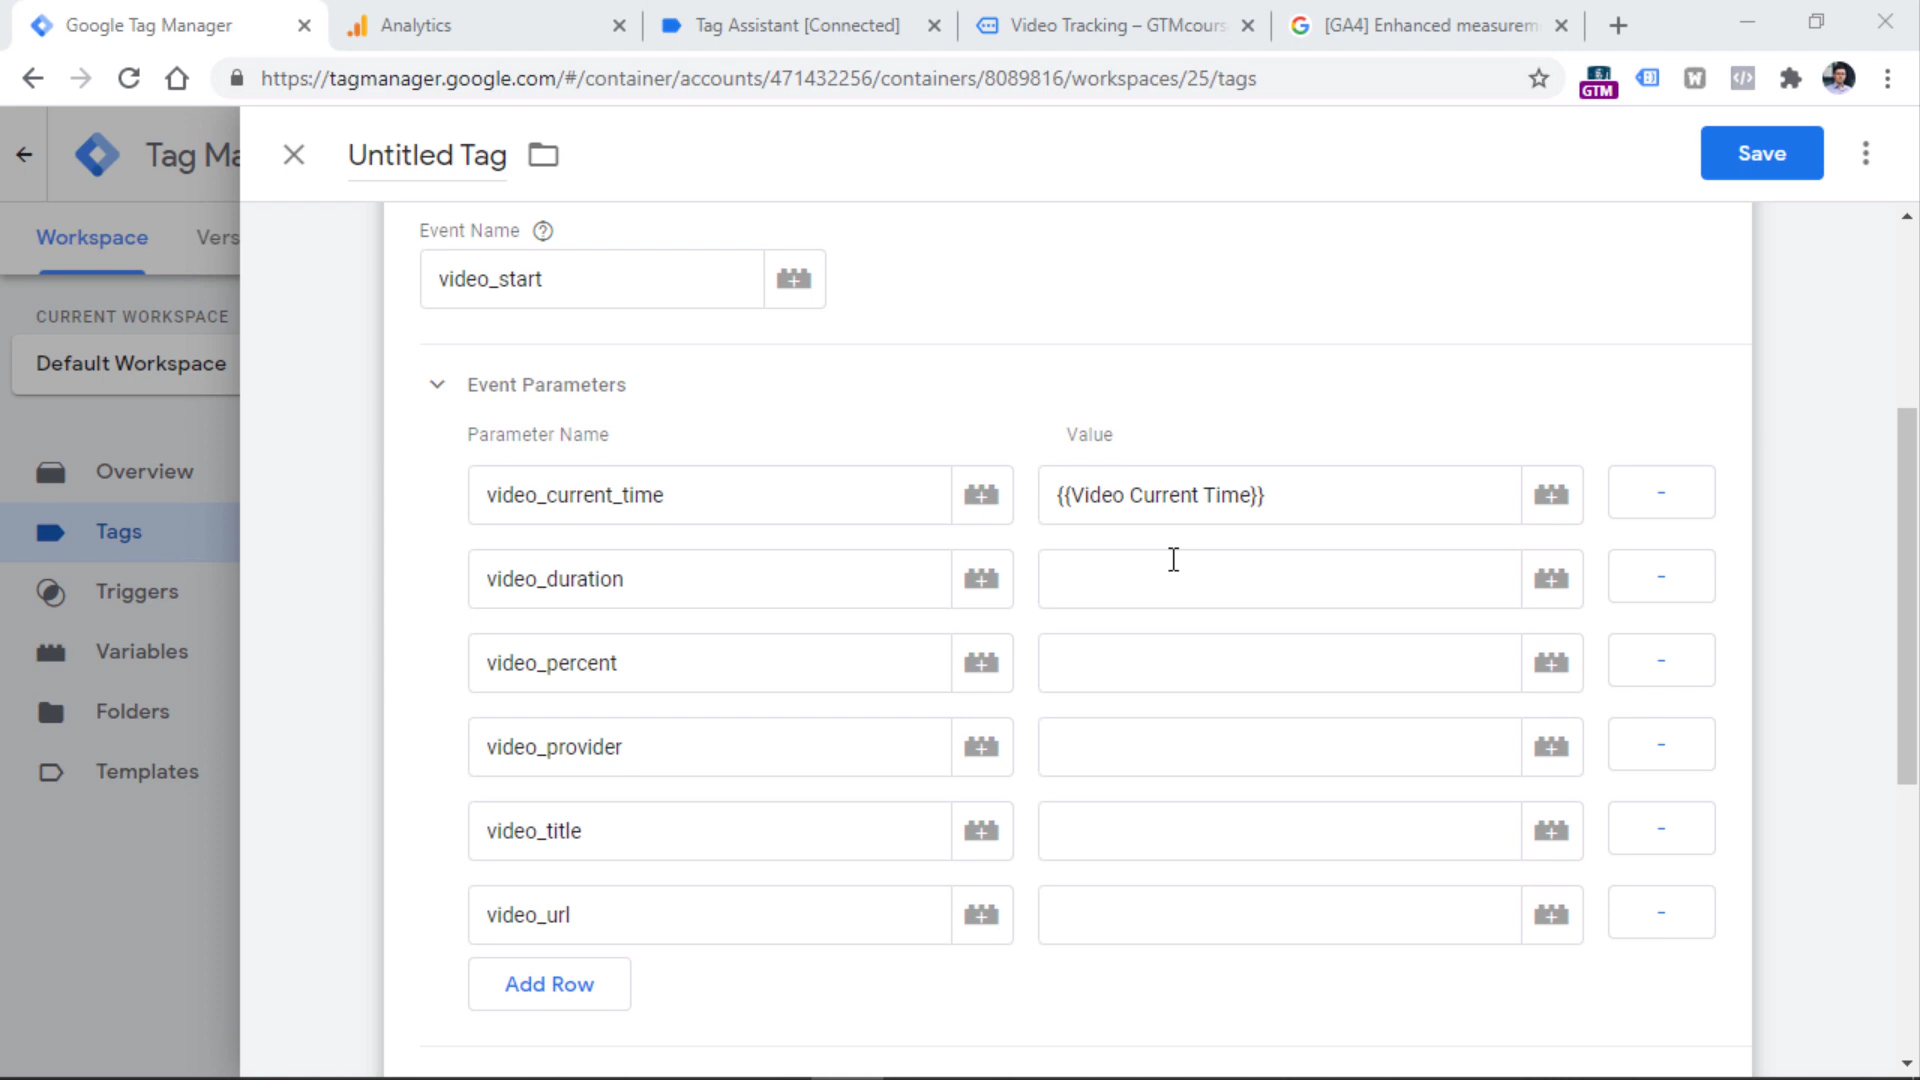 Google Tag Manager
Analytics
Tag Assistant [Connected]
Video Tracking – GTMcours
[GA4] Enhanced measurem
https://tagmanager.google.com/#/container/accounts/471432256/containers/8089816/workspaces/25/tags
GTM
W
Tag Ma
Untitled Tag
Save
Workspace
Vers
CURRENT WORKSPACE
Default Workspace
Overview
Tags
Triggers
Variables
Folders
Templates
Event Name
video_start
Event Parameters
Parameter Name Value
video_current_time {{Video Current Time}} -
video_duration -
video_percent -
video_provider -
video_title -
video_url -
Add Row